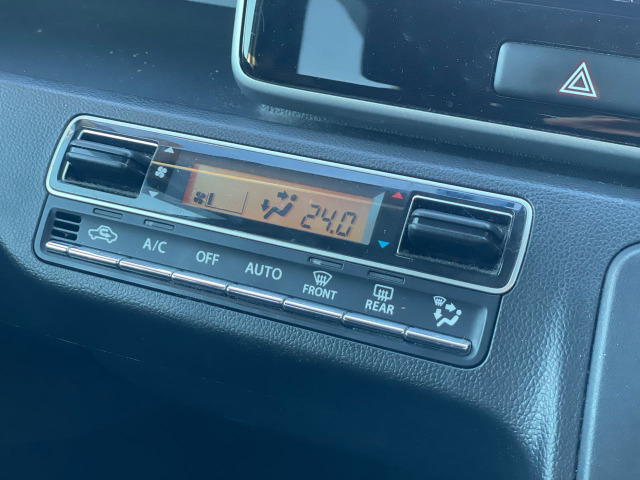 24.0
A/C OFF AUTO FRONT REAR